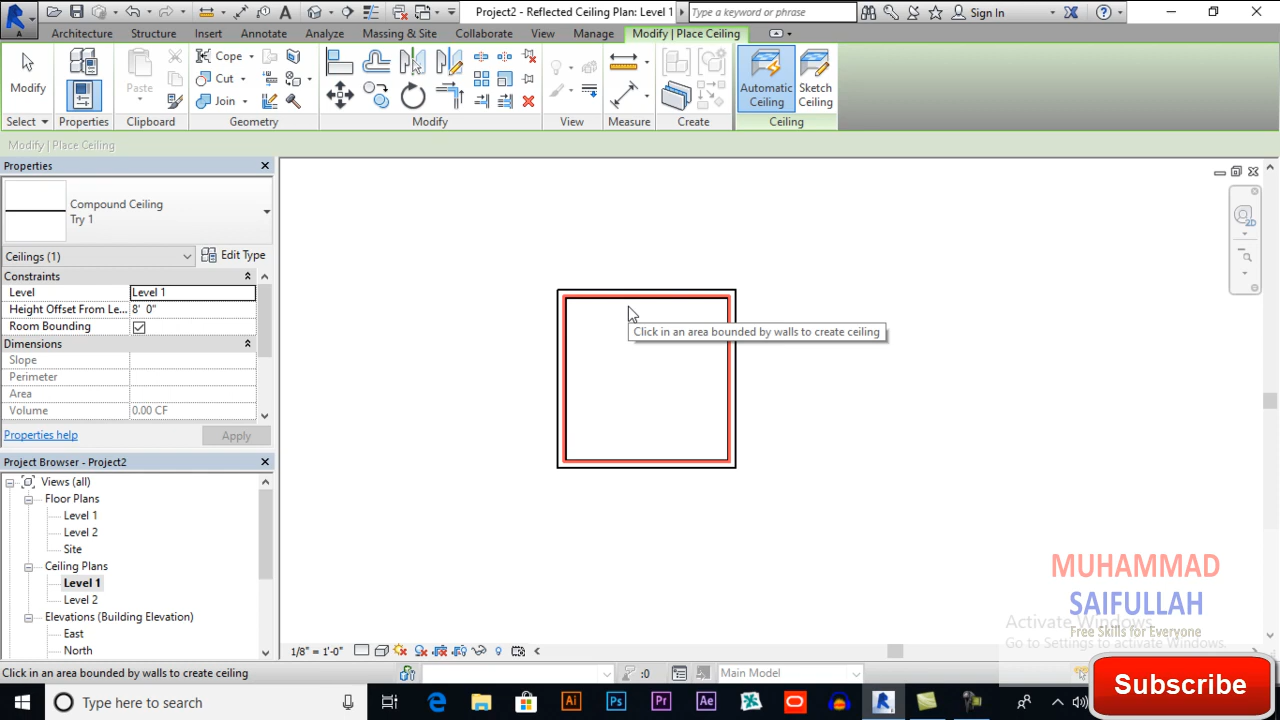 Project2 - Reflected Ceiling Plan: Level 1
Type a keyword or phrase
Sign In
Architecture
Structure
Insert
Annotate
Analyze
Massing & Site
Collaborate
View
Manage
Modify | Place Ceiling
Modify
Paste
Cope
Cut
Join
Automatic Ceiling
Sketch Ceiling
Select
Properties
Clipboard
Geometry
Modify
View
Measure
Create
Ceiling
Modify | Place Ceiling
Properties
Compound Ceiling
Try 1
Ceilings (1)
Edit Type
Constraints
Level
Level 1
Height Offset From Le...
8' 0"
Room Bounding
Dimensions
Slope
Perimeter
Area
Volume
0.00 CF
Properties help
Apply
Click in an area bounded by walls to create ceiling
2D
Project Browser - Project2
Views (all)
Floor Plans
Level 1
Level 2
Site
Ceiling Plans
Level 1
Level 2
Elevations (Building Elevation)
East
North
MUHAMMAD
SAIFULLAH
Free Skills for Everyone
Activate Windows
Go to Settings to activate Windows.
1/8" = 1'-0"
Click in an area bounded by walls to create ceiling
:0
Main Model
Subscribe
Type here to search